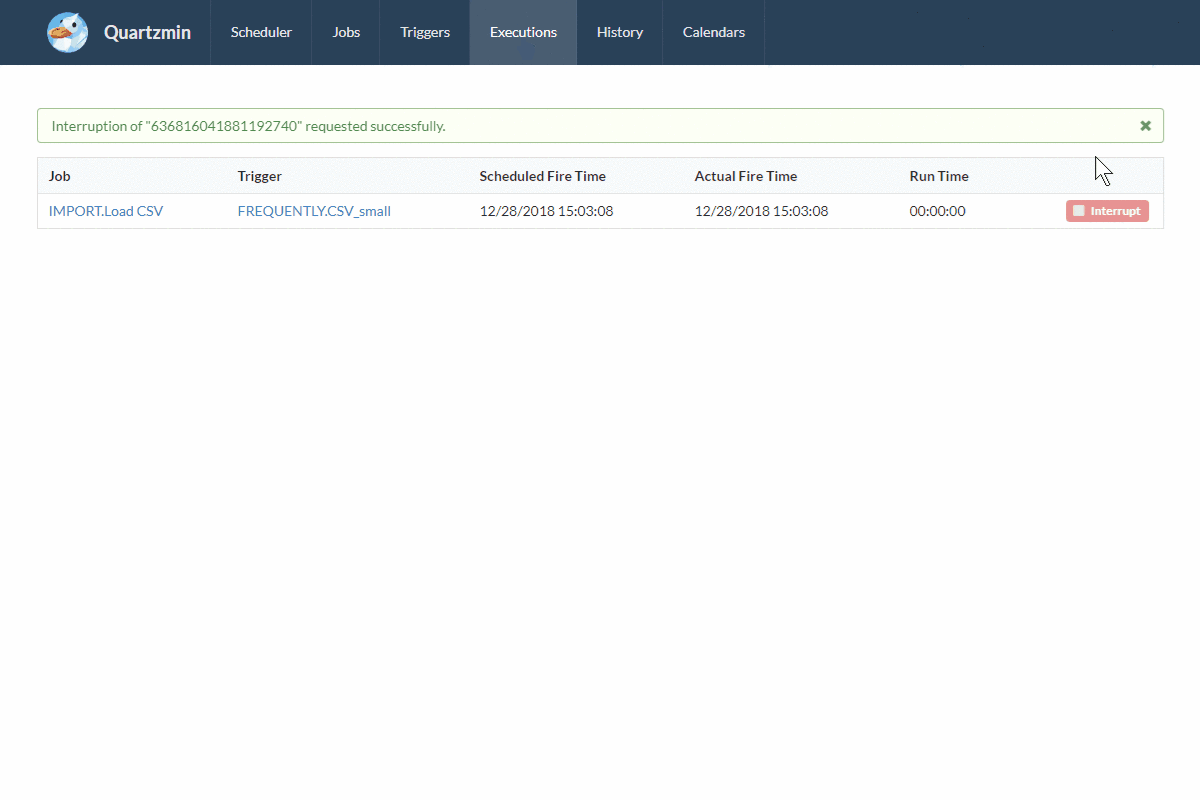 Quartzmin Scheduler Jobs Triggers Executions History Calendars
Interruption of "636816041881192740" requested successfully.
Job Trigger Scheduled Fire Time Actual Fire Time Run Time
IMPORT.Load CSV FREQUENTLY.CSV_small 12/28/2018 15:03:08 12/28/2018 15:03:08 00:00:00 Interrupt